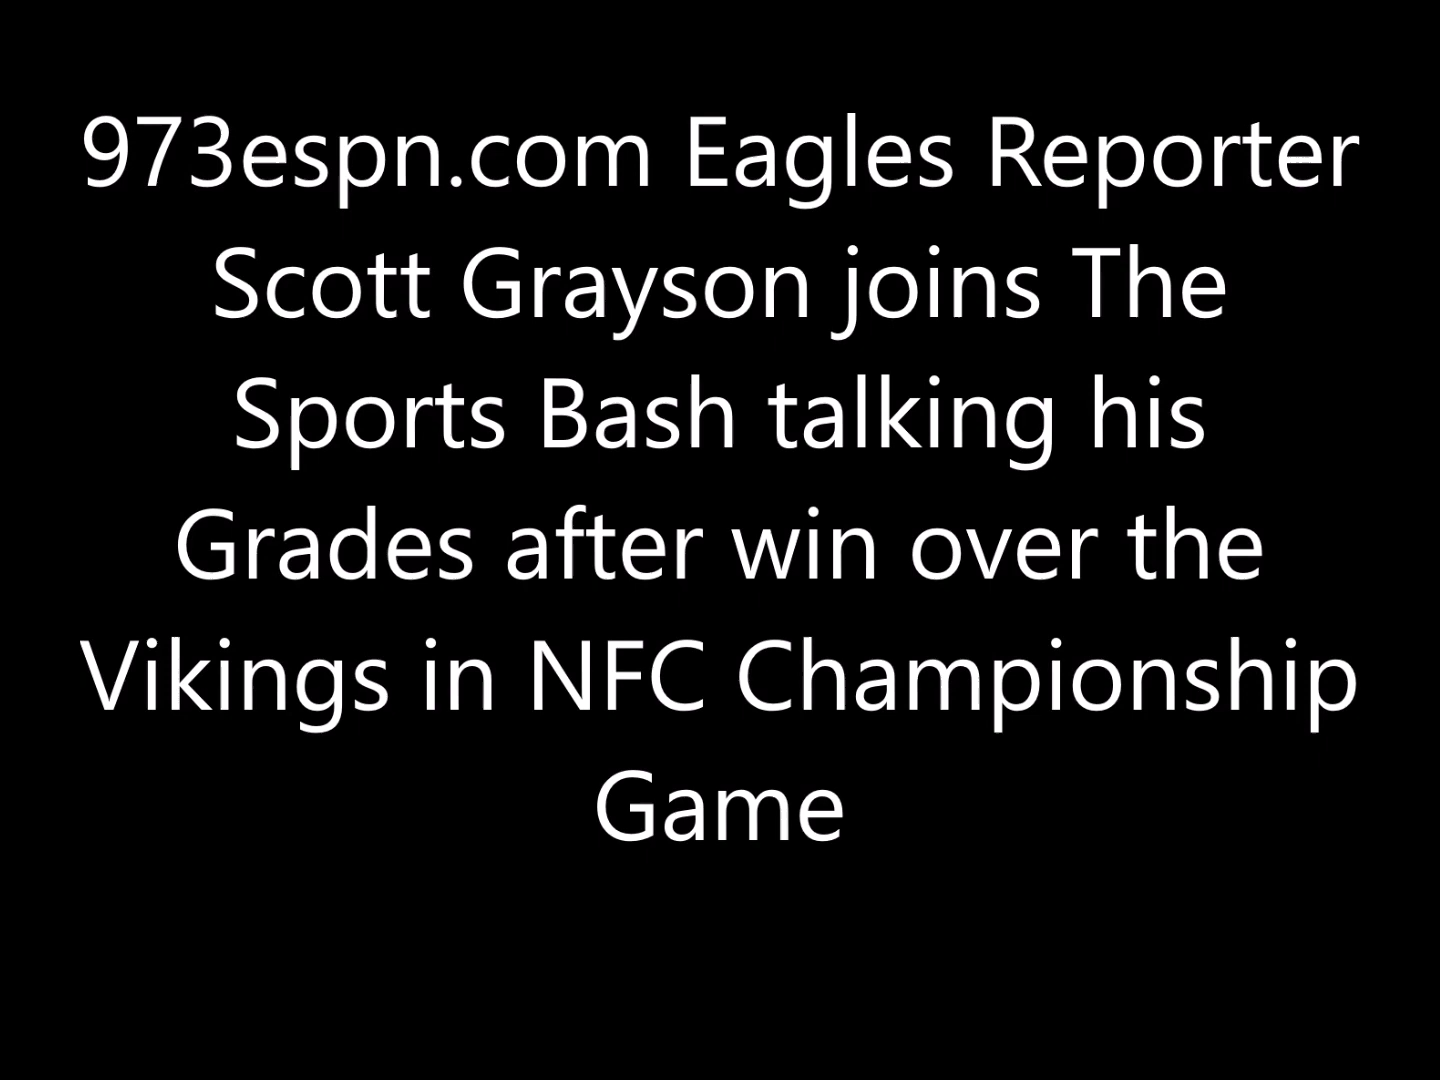 973espn.com Eagles Reporter
Scott Grayson joins The
Sports Bash talking his
Grades after win over the
Vikings in NFC Championship
Game